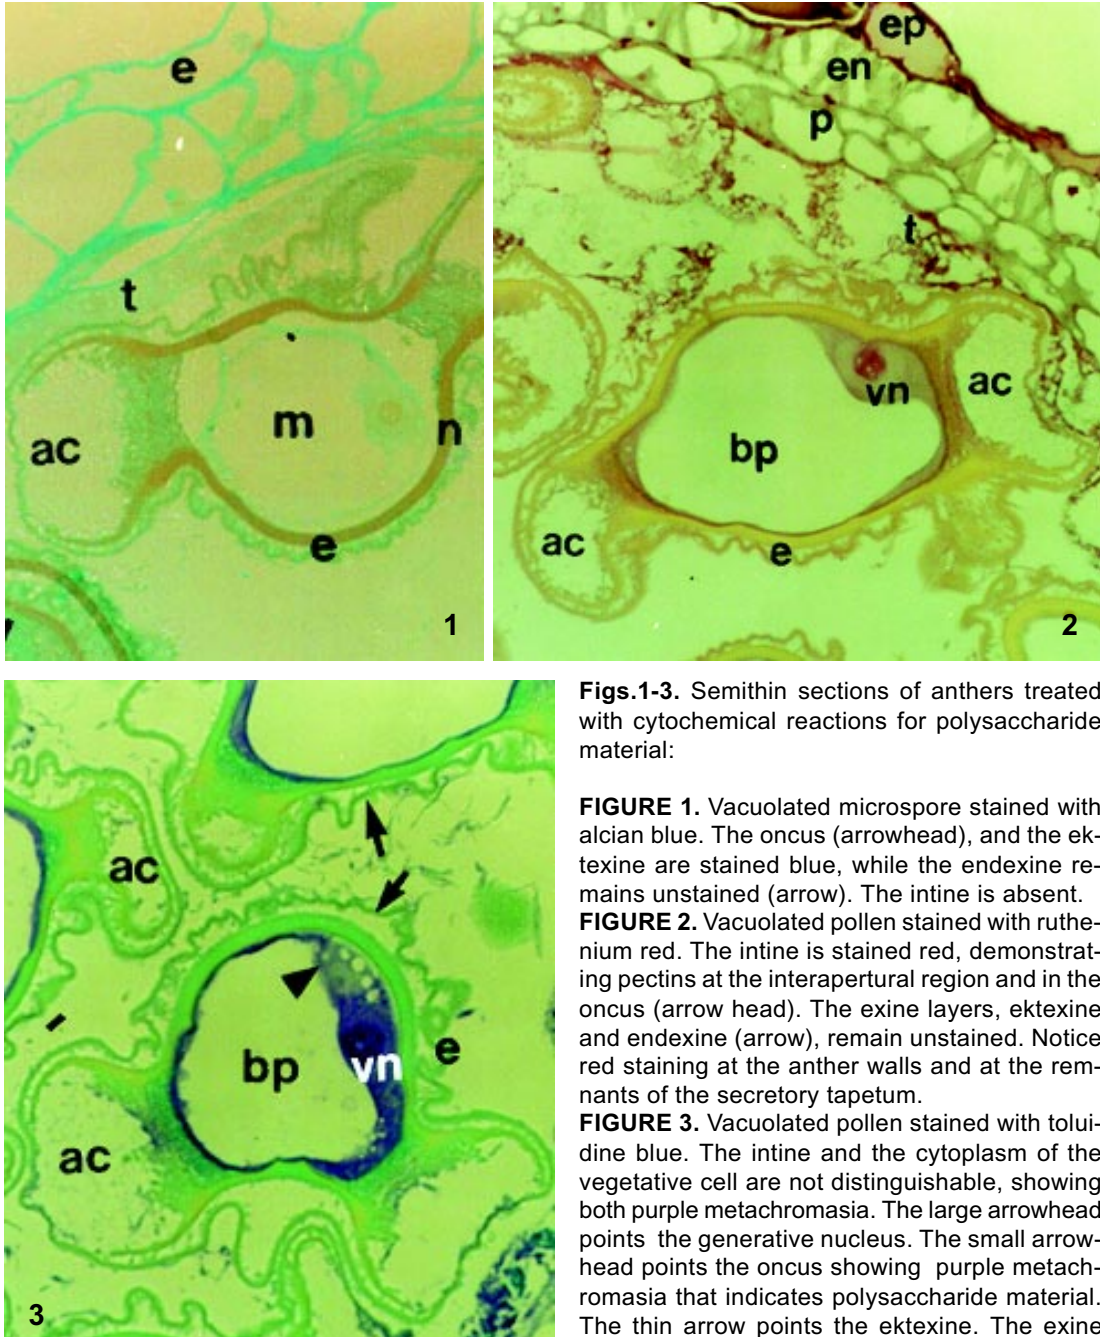 e
t
m
n
ac
e
1
ep
en
p
t
vn
ac
bp
ac
e
2
ac
bp
vn
e
ac
3
Figs.1-3. Semithin sections of anthers treated
with cytochemical reactions for polysaccharide
material:
FIGURE 1. Vacuolated microspore stained with
alcian blue. The oncus (arrowhead), and the ek-
texine are stained blue, while the endexine re-
mains unstained (arrow). The intine is absent.
FIGURE 2. Vacuolated pollen stained with ruthe-
nium red. The intine is stained red, demonstrat-
ing pectins at the interapertural region and in the
oncus (arrow head). The exine layers, ektexine
and endexine (arrow), remain unstained. Notice
red staining at the anther walls and at the rem-
nants of the secretory tapetum.
FIGURE 3. Vacuolated pollen stained with tolui-
dine blue. The intine and the cytoplasm of the
vegetative cell are not distinguishable, showing
both purple metachromasia. The large arrowhead
points the generative nucleus. The small arrow-
head points the oncus showing purple metach-
romasia that indicates polysaccharide material.
The thin arrow points the ektexine. The exine